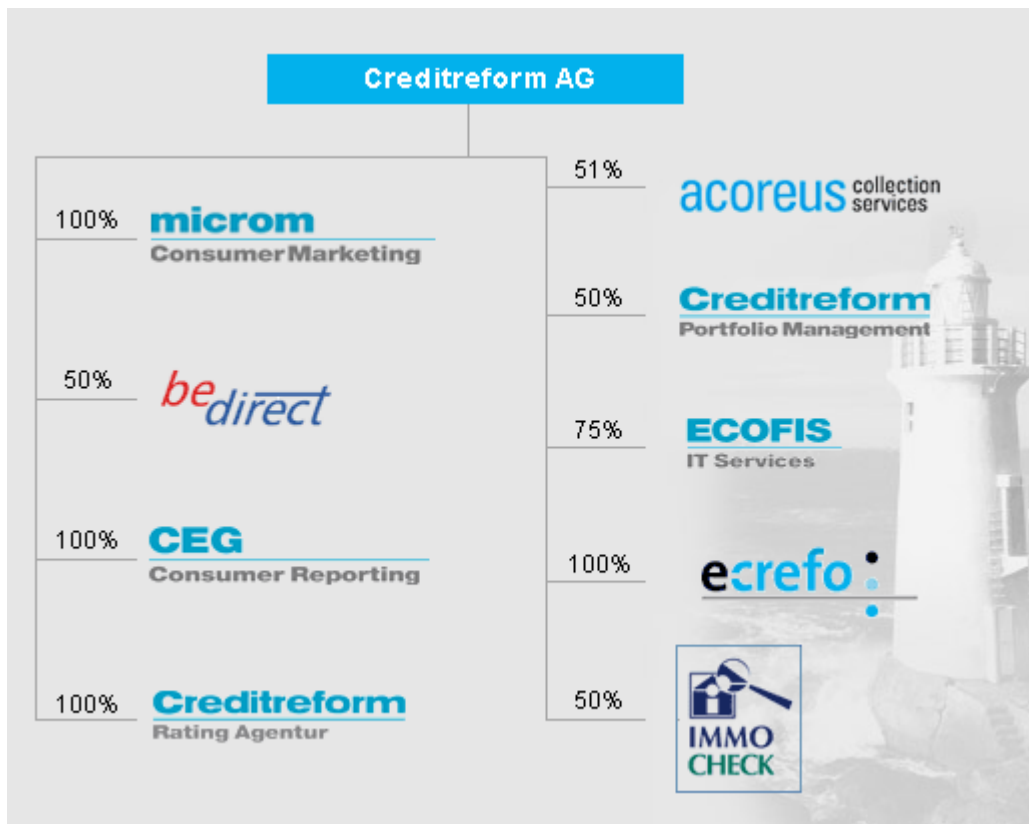 Creditreform AG
100%
microm
Consumer Marketing
50%
be direct
100%
CEG
Consumer Reporting
100%
Creditreform
Rating Agentur
51%
acoreus collection
services
50%
Creditreform
Portfolio Management
75%
ECOFIS
IT Services
100%
ecrefo
50%
IMMO
CHECK